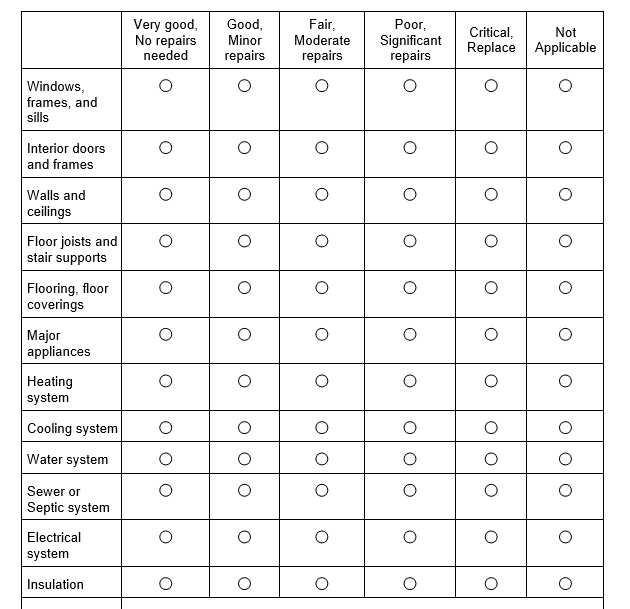 Very good,
No repairs
needed
Good,
Minor
repairs
Fair,
Moderate
repairs
Poor,
Significant
repairs
Critical,
Replace
Not
Applicable
Windows,
frames, and
sills
Interior doors
and frames
Walls and
ceilings
Floor joists and
stair supports
Flooring, floor
coverings
Major
appliances
Heating
system
Cooling system
Water system
Sewer or
Septic system
Electrical
system
Insulation